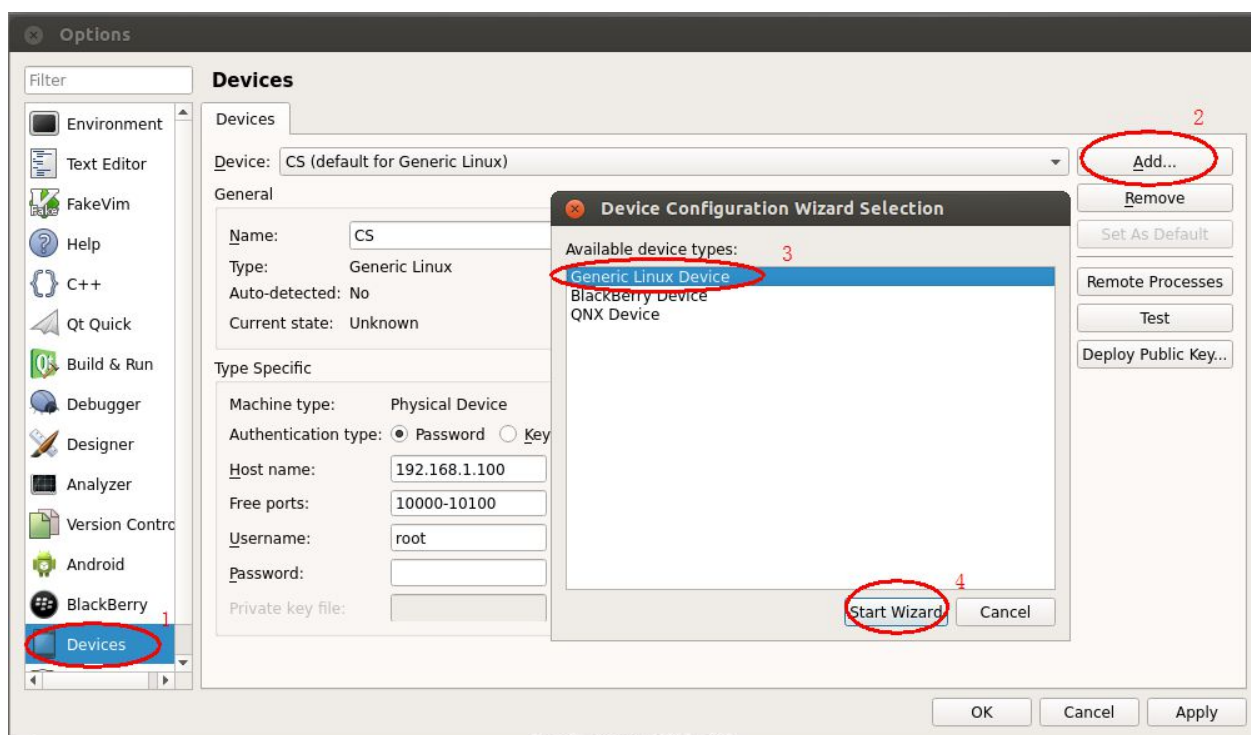 Options
Filter
Devices
Environment
Text Editor
FakeVim
Help
C++
Qt Quick
Build & Run
Debugger
Designer
Analyzer
Version Contro
Android
BlackBerry
1
Devices
Devices
2
Device: CS (default for Generic Linux)
Add...
General
Remove
Name: CS
Set As Default
Type: Generic Linux
Auto-detected: No
Remote Processes
Current state: Unknown
Test
Deploy Public Key...
Type Specific
Machine type: Physical Device
Authentication type: Password Key
Host name: 192.168.1.100
Free ports: 10000-10100
Username: root
Password:
Private key file:
Device Configuration Wizard Selection
Available device types:
3
Generic Linux Device
BlackBerry Device
QNX Device
4
Start Wizard Cancel
OK Cancel Apply